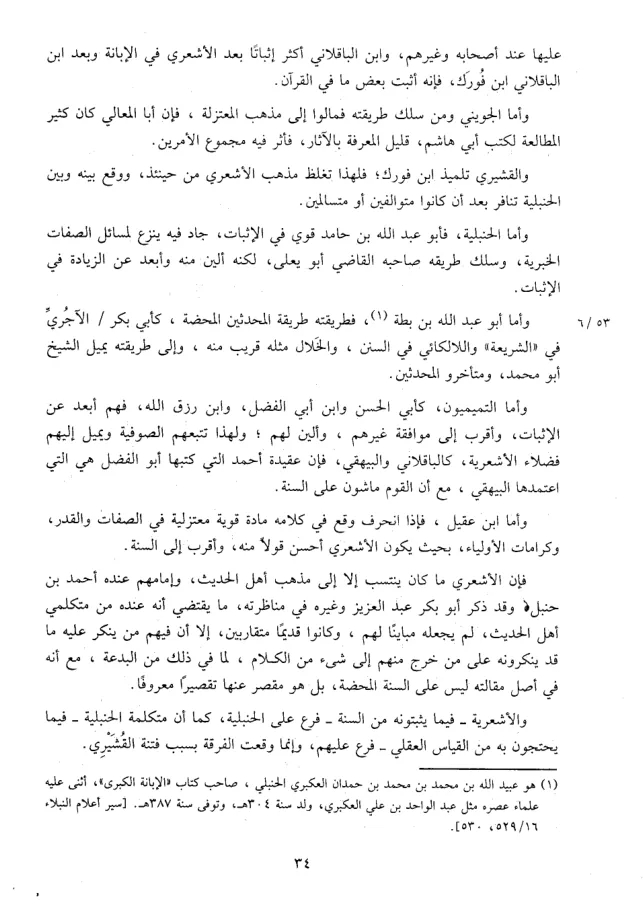 عليها عند أصحابه وغيرهم، وابن الباقلاني أكثر إثباتًا بعد الأشعري في الإبانة وبعد ابن
الباقلاني ابن فُورَك، فإنه أثبت بعض ما في القرآن.
وأما الجويني ومن سلك طريقته فمالوا إلى مذهب المعتزلة ، فإن أبا المعالي كان كثير
المطالعة لكتب أبي هاشم، قليل المعرفة بالآثار، فأثر فيه مجموع الأمرين.
والقشيري تلميذ ابن فورك؛ فلهذا تغلظ مذهب الأشعري من حينئذ، ووقع بينه وبين
الحنبلية تنافر بعد أن كانوا متوالفين أو متسالمين.
وأما الحنبلية، فأبو عبد الله بن حامد قوي في الإثبات، جاد فيه ينزع لمسائل الصفات
الخبرية، وسلك طريقه صاحبه القاضي أبو يعلى، لكنه ألين منه وأبعد عن الزيادة في
الإثبات.
وأما أبو عبد الله بن بطة (١)، فطريقته طريقة المحدثين المحضة ، كأبي بكر / الآجُريِّ ٦/٥٣
في «الشريعة» واللالكائي في السنن ، والخَلال مثله قريب منه ، وإلى طريقته يميل الشيخ
أبو محمد، ومتأخرو المحدثين.
وأما التميميون، كأبي الحسن وابن أبي الفضل، وابن رزق الله، فهم أبعد عن
الإثبات، وأقرب إلى موافقة غيرهم ، وألين لهم ؛ ولهذا تتبعهم الصوفية ويميل إليهم
فضلاء الأشعرية، كالباقلاني والبيهقي، فإن عقيدة أحمد التي كتبها أبو الفضل هي التي
اعتمدها البيهقي ، مع أن القوم ماشون على السنة.
وأما ابن عقيل ، فإذا انحرف وقع في كلامه مادة قوية معتزلية في الصفات والقدر،
وكرامات الأولياء، بحيث يكون الأشعري أحسن قولاً منه، وأقرب إلى السنة.
فإن الأشعري ما كان ينتسب إلا إلى مذهب أهل الحديث، وإمامهم عنده أحمد بن
حنبل، وقد ذكر أبو بكر عبد العزيز وغيره في مناظرته، ما يقتضي أنه عنده من متكلمي
أهل الحديث، لم يجعله مباينًا لهم ، وكانوا قديمًا متقاربين، إلا أن فيهم من ينكر عليه ما
قد ينكرونه على من خرج منهم إلى شىء من الكلام ، لما في ذلك من البدعة ، مع أنه
في أصل مقالته ليس على السنة المحضة، بل هو مقصر عنها تقصيرًا معروفًا.
والأشعرية ـ فيما يثبتونه من السنة ـ فرع على الحنبلية، كما أن متكلمة الحنبلية ـ فيما
يحتجون به من القياس العقلي ـ فرع عليهم، وإنما وقعت الفرقة بسبب فتنة القُشَيْرِي.
(١) هو عبيد الله بن محمد بن محمد بن حمدان العكبري الحنبلي ، صاحب كتاب «الإبانة الكبرى»، أثنى عليه
علماء عصره مثل عبد الواحد بن علي العكبري، ولد سنة ٣٠٤هـ، وتوفى سنة ٣٨٧هـ. [سير أعلام النبلاء
١٦/٥٢٩، ٥٣٠].
٣٤